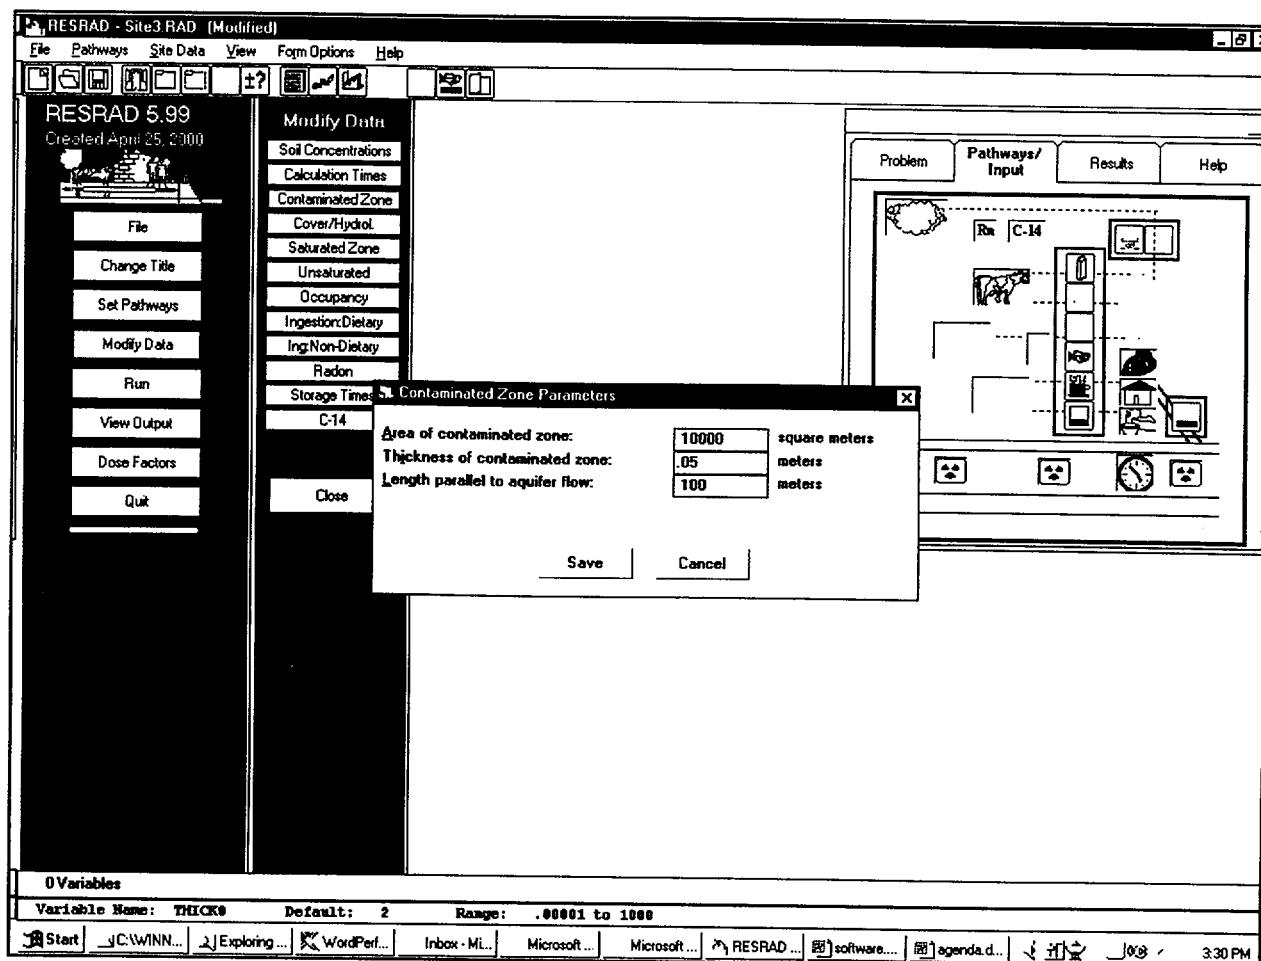 RESRAD - Site3.RAD (Modified)
File Pathways Site Data View Form Options Help
±?
RESRAD 5.99
Created April 25, 2000
File
Change Title
Set Pathways
Modify Data
Run
View Output
Dose Factors
Quit
Modify Data
Soil Concentrations
Calculation Times
Contaminated Zone
Cover/Hydrol.
Saturated Zone
Unsaturated
Occupancy
Ingestion:Dietary
Ing:Non-Dietary
Radon
Storage Times
C-14
Close
Problem Pathways/ Input Results Help
Rn C-14
Contaminated Zone Parameters
Area of contaminated zone: 10000 square meters
Thickness of contaminated zone: .05 meters
Length parallel to aquifer flow: 100 meters
Save Cancel
0 Variables
Variable Name: THICK0 Default: 2 Range: .00001 to 1000
Start C:\WINN... Exploring ... WordPerf... Inbox - Mi... Microsoft ... Microsoft ... RESRAD ... software.... agenda.d... 3:30 PM